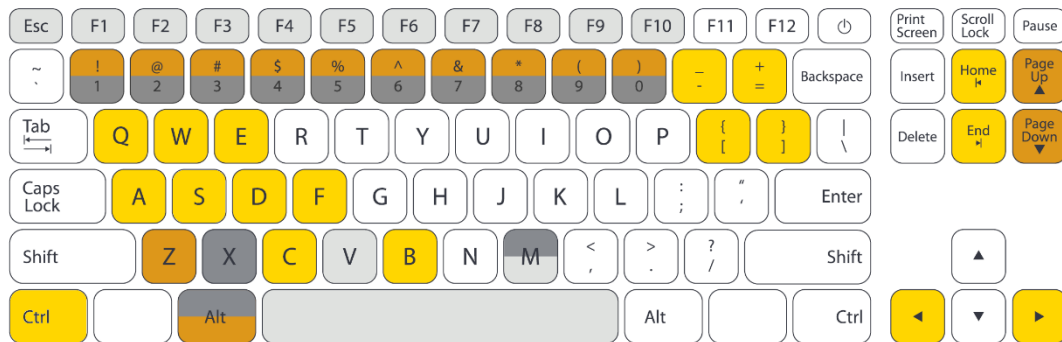 Esc F1 F2 F3 F4 F5 F6 F7 F8 F9 F10 F11 F12 Print Screen Scroll Lock Pause
~ ! @ # $ % ^ & * ( ) _ + Backspace Insert Home Page Up
` 1 2 3 4 5 6 7 8 9 0 - =
Tab Q W E R T Y U I O P { } | Delete End Page Down
[ ] \
Caps Lock A S D F G H J K L : " Enter
; ,
Shift Z X C V B N M < > ? Shift
, . /
Ctrl Alt Alt Ctrl